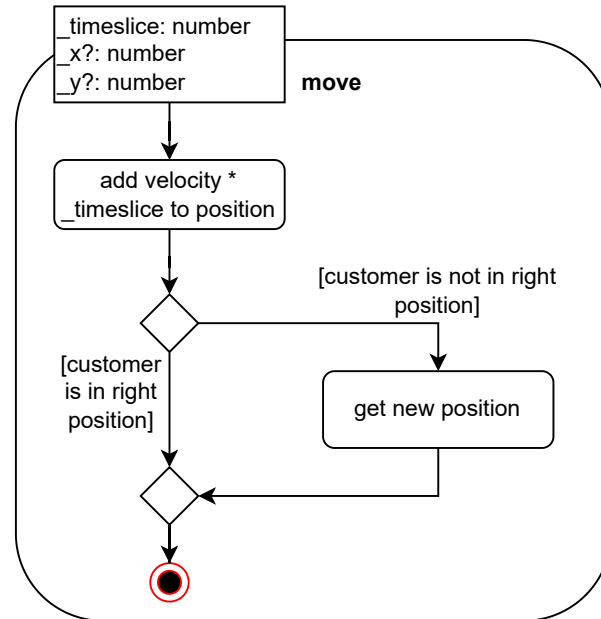 _timeslice: number
_x?: number
_y?: number
move
add velocity *
_timeslice to position
[customer is not in right
position]
[customer
is in right
position]
get new position